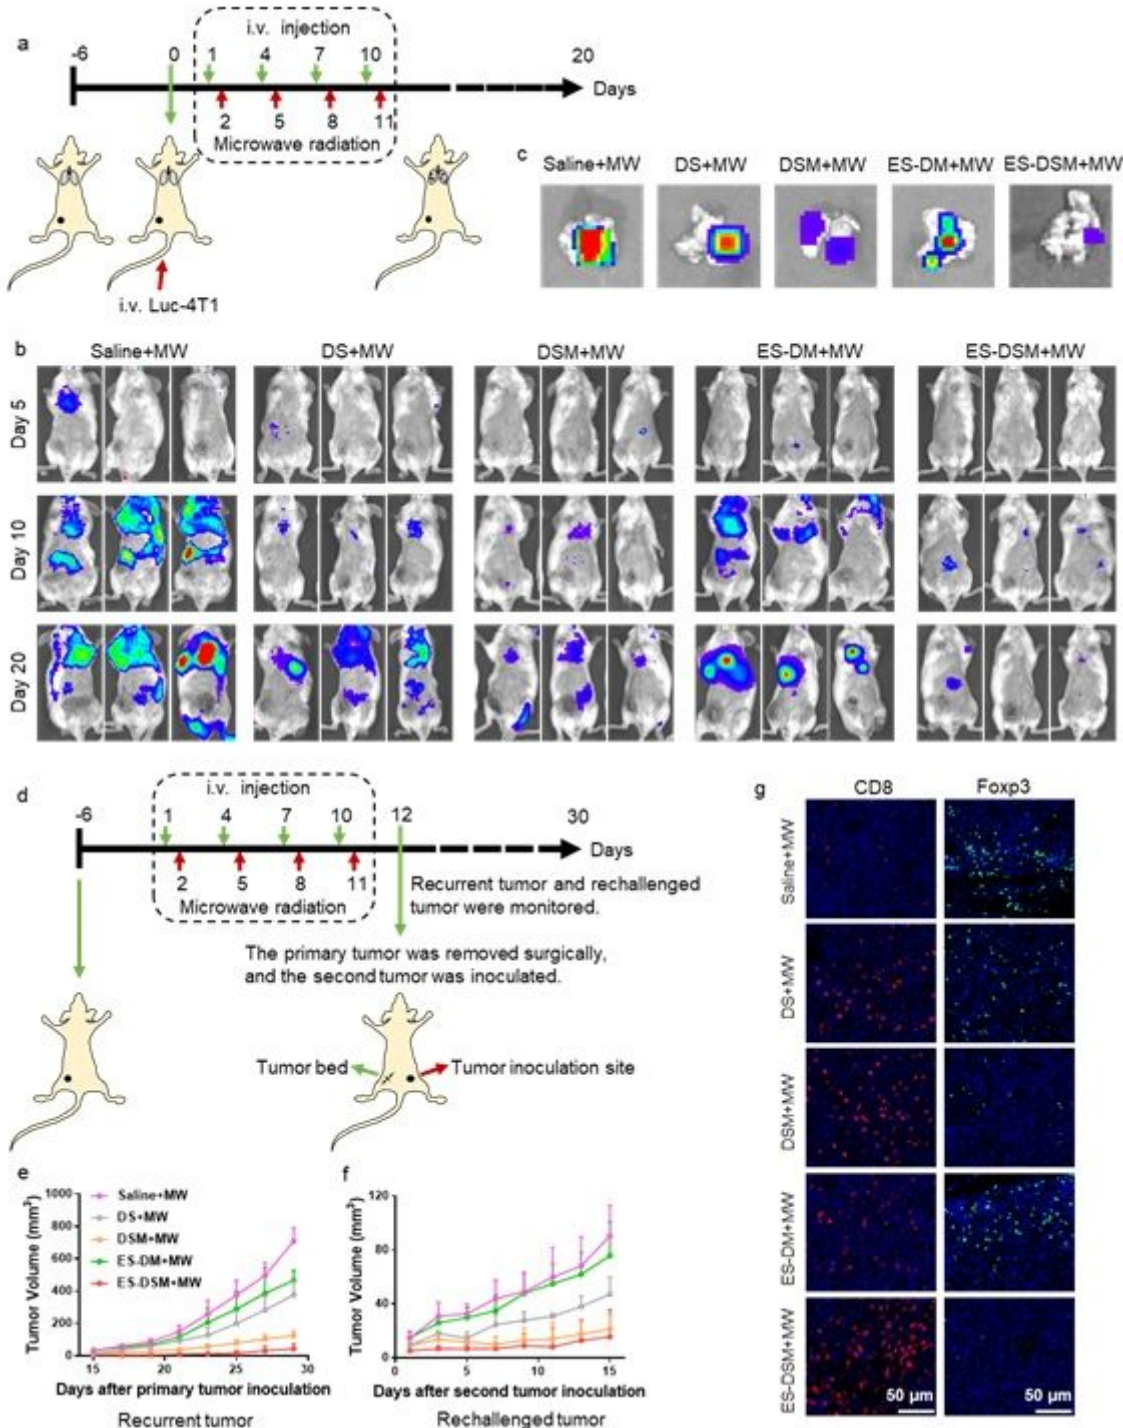 a
i.v. injection
-6 0 1 4 7 10 20
Days
2 5 8 11
Microwave radiation
i.v. Luc-4T1
c
Saline+MW DS+MW DSM+MW ES-DM+MW ES-DSM+MW
b
Saline+MW DS+MW DSM+MW ES-DM+MW ES-DSM+MW
Day 5
Day 10
Day 20
d
i.v. injection
-6 1 4 7 10 12 30
Days
2 5 8 11
Microwave radiation
Recurrent tumor and rechallenged
tumor were monitored.
The primary tumor was removed surgically,
and the second tumor was inoculated.
Tumor bed
Tumor inoculation site
e
Tumor Volume (mm³)
1000
800
600
400
200
0
Saline+MW
DS+MW
DSM+MW
ES-DM+MW
ES-DSM+MW
15 20 25 30
Days after primary tumor inoculation
Recurrent tumor
f
Tumor Volume (mm³)
120
80
40
0
0 5 10 15
Days after second tumor inoculation
Rechallenged tumor
g
CD8 Foxp3
Saline+MW
DS+MW
DSM+MW
ES-DM+MW
ES-DSM+MW
50 µm 50 µm